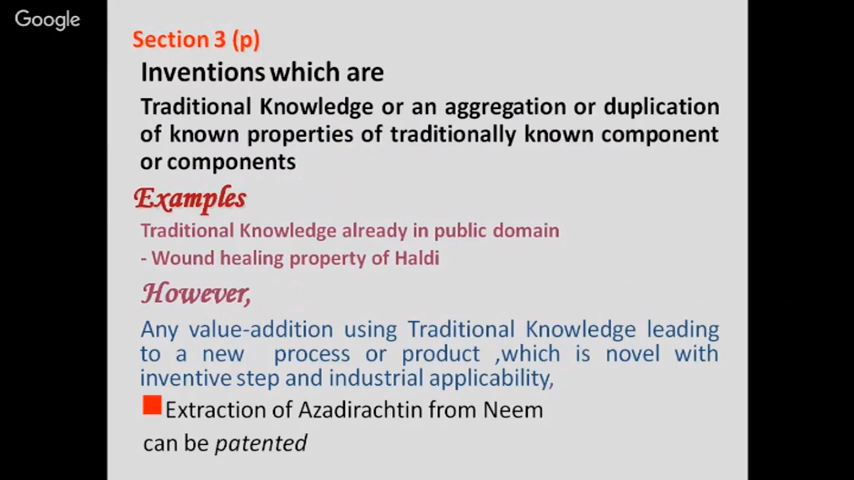 Google
Section 3 (p)
Inventions which are
Traditional Knowledge or an aggregation or duplication
of known properties of traditionally known component
or components
Examples
Traditional Knowledge already in public domain
- Wound healing property of Haldi
However,
Any value-addition using Traditional Knowledge leading
to a new process or product ,which is novel with
inventive step and industrial applicability,
Extraction of Azadirachtin from Neem
can be patented